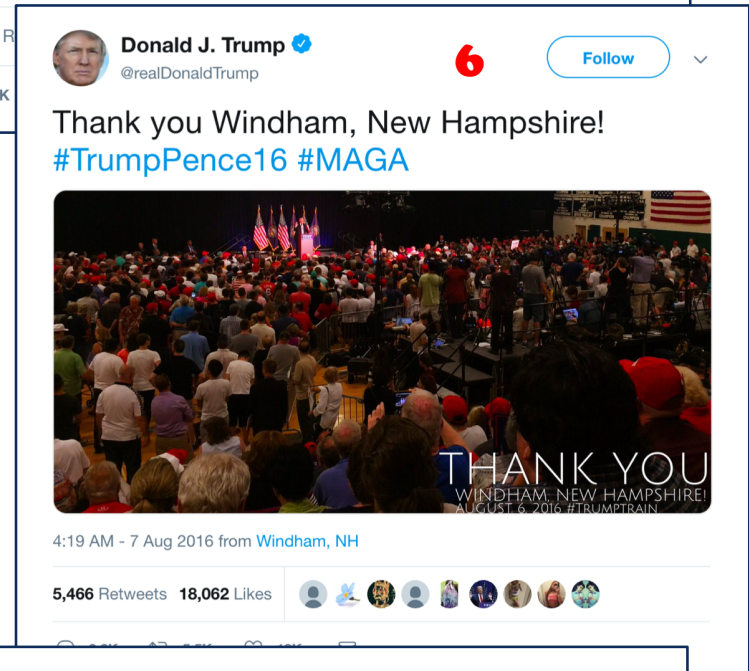 R
K
Donald J. Trump
@realDonaldTrump
6
Follow
Thank you Windham, New Hampshire!
#TrumpPence16 #MAGA
THANK YOU
WINDHAM, NEW HAMPSHIRE!
AUGUST 6, 2016 #TRUMPTRAIN
4:19 AM - 7 Aug 2016 from Windham, NH
5,466 Retweets 18,062 Likes